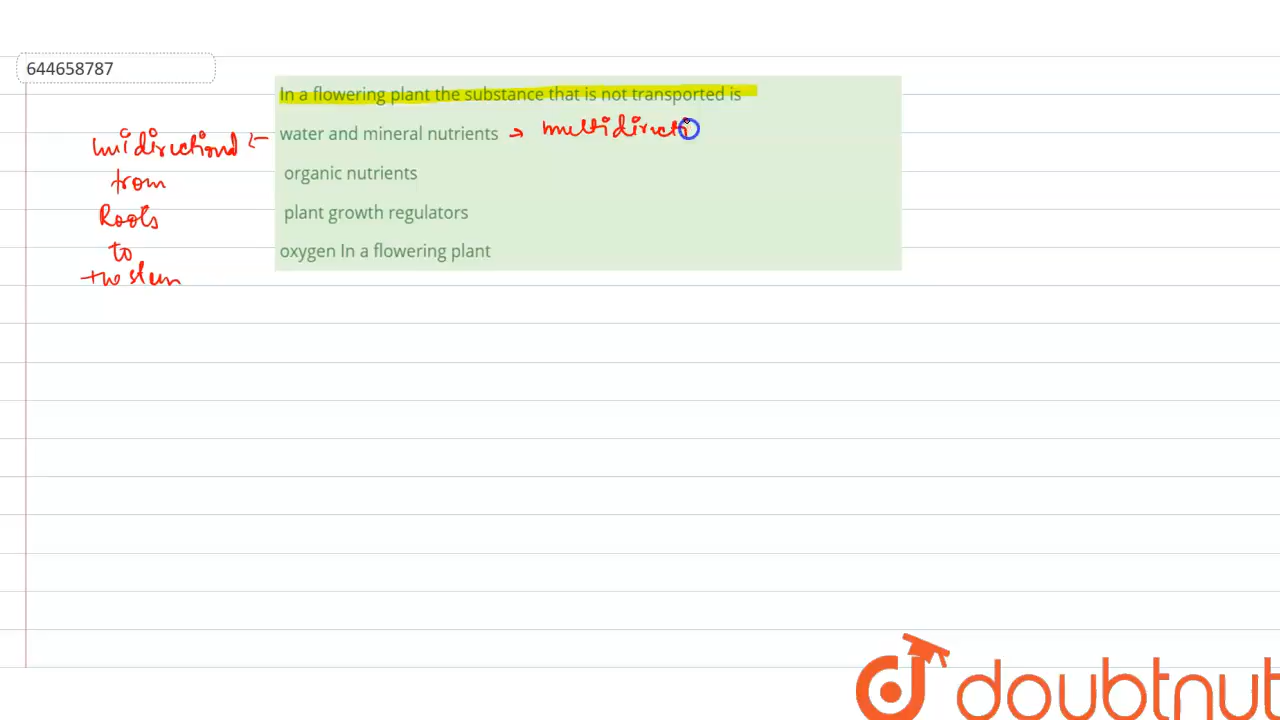 644658787
In a flowering plant the substance that is not transported is
water and mineral nutrients → multidirecti
organic nutrients
plant growth regulators
oxygen In a flowering plant
unidirectional ←
from
Roots
to
the stem
doubtnut